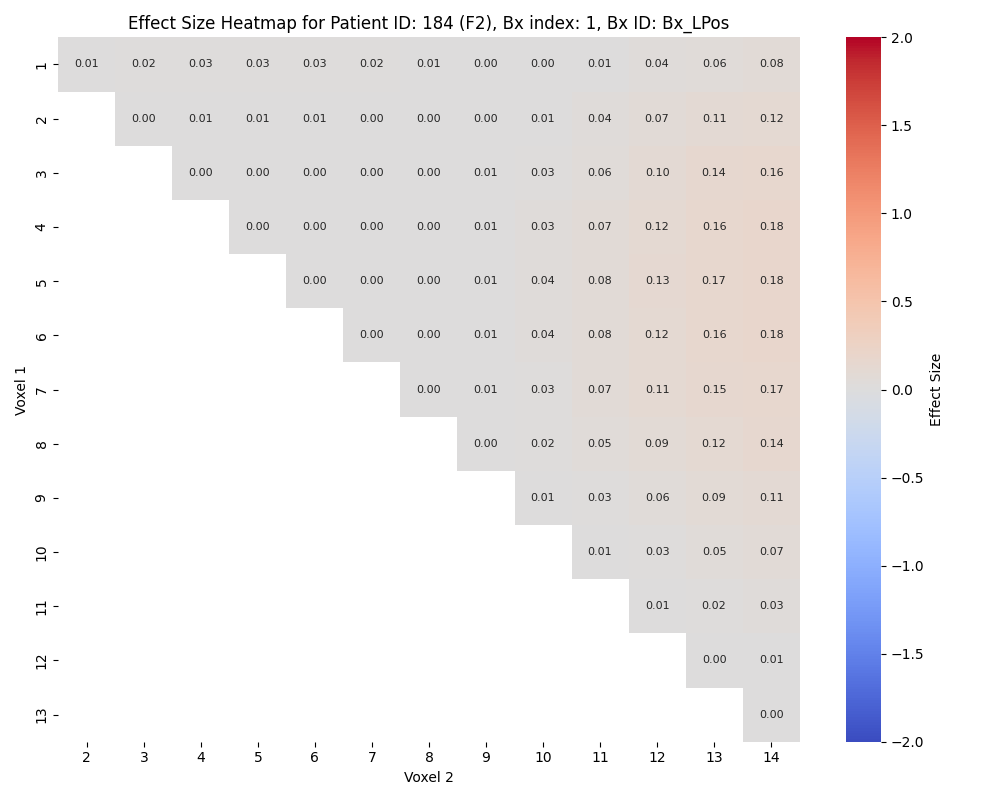 Effect Size Heatmap for Patient ID: 184 (F2), Bx index: 1, Bx ID: Bx_LPos
1 0.01 0.02 0.03 0.03 0.03 0.02 0.01 0.00 0.00 0.01 0.04 0.06 0.08
2 0.00 0.01 0.01 0.01 0.00 0.00 0.00 0.01 0.04 0.07 0.11 0.12
3 0.00 0.00 0.00 0.00 0.00 0.01 0.03 0.06 0.10 0.14 0.16
4 0.00 0.00 0.00 0.00 0.01 0.03 0.07 0.12 0.16 0.18
5 0.00 0.00 0.00 0.01 0.04 0.08 0.13 0.17 0.18
6 0.00 0.00 0.01 0.04 0.08 0.12 0.16 0.18
7 0.00 0.01 0.03 0.07 0.11 0.15 0.17
8 0.00 0.02 0.05 0.09 0.12 0.14
9 0.01 0.03 0.06 0.09 0.11
10 0.01 0.03 0.05 0.07
11 0.01 0.02 0.03
12 0.00 0.01
13 0.00
2 3 4 5 6 7 8 9 10 11 12 13 14
Voxel 2
Voxel 1
2.0
1.5
1.0
0.5
0.0
−0.5
−1.0
−1.5
−2.0
Effect Size